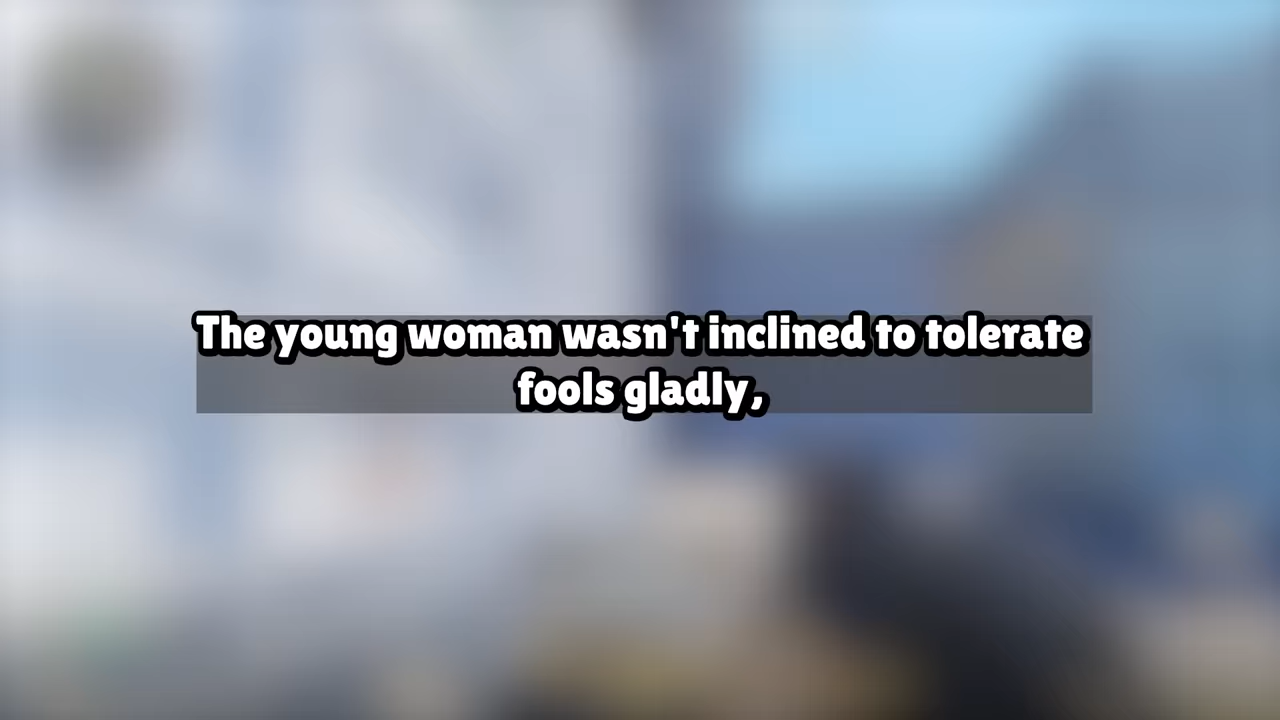 The young woman wasn't inclined to tolerate
fools gladly,